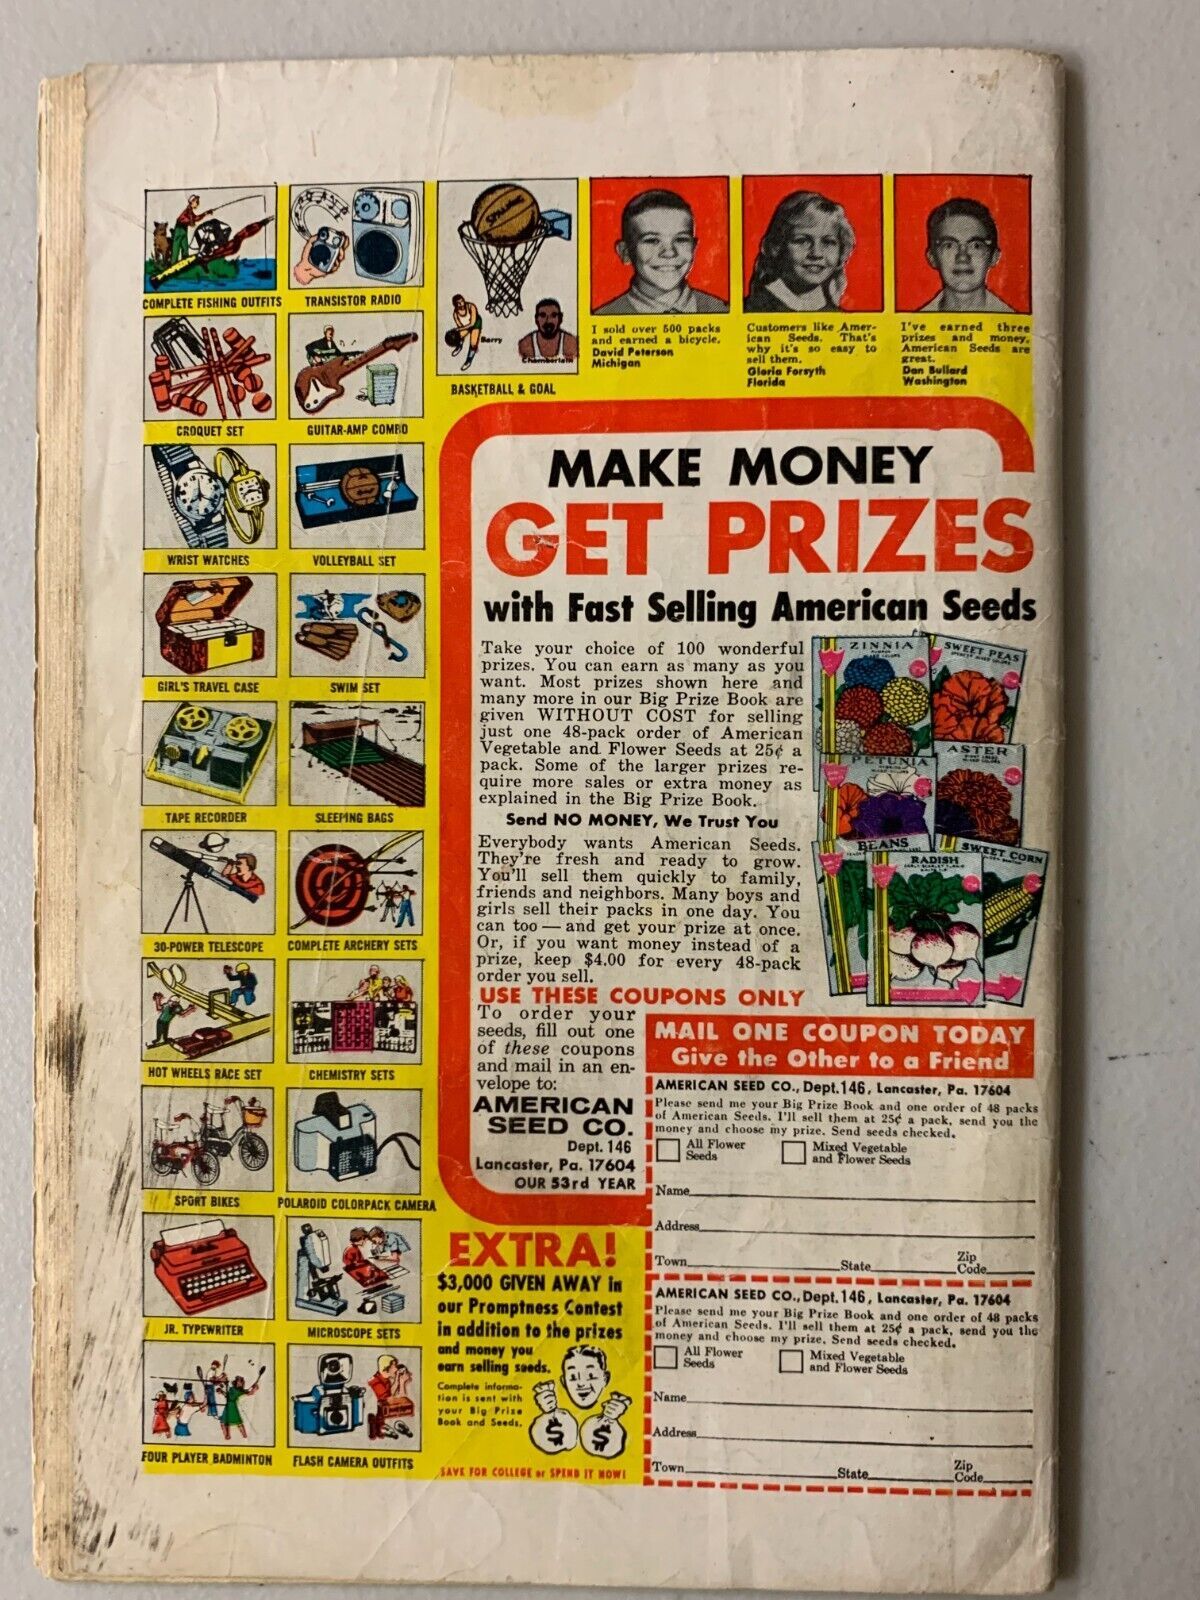 COMPLETE FISHING OUTFITS
TRANSISTOR RADIO
CROQUET SET
GUITAR-AMP COMBO
WRIST WATCHES
VOLLEYBALL SET
GIRL'S TRAVEL CASE
SWIM SET
TAPE RECORDER
SLEEPING BAGS
30-POWER TELESCOPE
COMPLETE ARCHERY SETS
HOT WHEELS RACE SET
CHEMISTRY SETS
SPORT BIKES
POLAROID COLORPACK CAMERA
JR. TYPEWRITER
MICROSCOPE SETS
FOUR PLAYER BADMINTON
FLASH CAMERA OUTFITS
Spalding
Barry
Chamberlain
BASKETBALL & GOAL
I sold over 500 packs
and earned a bicycle.
David Peterson
Michigan
Customers like Amer-
ican Seeds. That's
why it's so easy to
sell them.
Gloria Forsyth
Florida
I've earned three
prizes and money.
American Seeds are
great.
Dan Bullard
Washington
MAKE MONEY
GET PRIZES
with Fast Selling American Seeds
Take your choice of 100 wonderful
prizes. You can earn as many as you
want. Most prizes shown here and
many more in our Big Prize Book are
given WITHOUT COST for selling
just one 48-pack order of American
Vegetable and Flower Seeds at 25¢ a
pack. Some of the larger prizes re-
quire more sales or extra money as
explained in the Big Prize Book.
Send NO MONEY, We Trust You
Everybody wants American Seeds.
They're fresh and ready to grow.
You'll sell them quickly to family,
friends and neighbors. Many boys and
girls sell their packs in one day. You
can too — and get your prize at once.
Or, if you want money instead of a
prize, keep $4.00 for every 48-pack
order you sell.
ZINNIA
MIXED COLORS
SWEET PEAS
MIXED COLORS
PETUNIA
MIXED COLORS
ASTER
MIXED COLORS
BEANS
RADISH
SWEET CORN
USE THESE COUPONS ONLY
To order your
seeds, fill out one
of these coupons
and mail in an en-
velope to:
AMERICAN
SEED CO.
Dept. 146
Lancaster, Pa. 17604
OUR 53rd YEAR
MAIL ONE COUPON TODAY
Give the Other to a Friend
AMERICAN SEED CO., Dept. 146, Lancaster, Pa. 17604
Please send me your Big Prize Book and one order of 48 packs
of American Seeds. I'll sell them at 25¢ a pack, send you the
money and choose my prize. Send seeds checked.
All Flower Seeds
Mixed Vegetable and Flower Seeds
Name
Address
Town State Zip Code
AMERICAN SEED CO., Dept. 146, Lancaster, Pa. 17604
Please send me your Big Prize Book and one order of 48 packs
of American Seeds. I'll sell them at 25¢ a pack, send you the
money and choose my prize. Send seeds checked.
All Flower Seeds
Mixed Vegetable and Flower Seeds
Name
Address
Town State Zip Code
EXTRA!
$3,000 GIVEN AWAY in
our Promptness Contest
in addition to the prizes
and money you
earn selling seeds.
Complete informa-
tion is sent with
your Big Prize
Book and Seeds.
$ $
SAVE FOR COLLEGE or SPEND IT NOW!